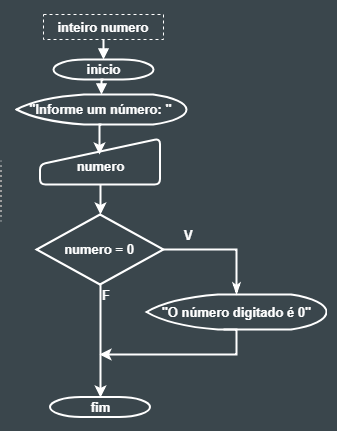 inteiro numero
inicio
"Informe um número: "
numero
numero = 0
V
F
"O número digitado é 0"
fim